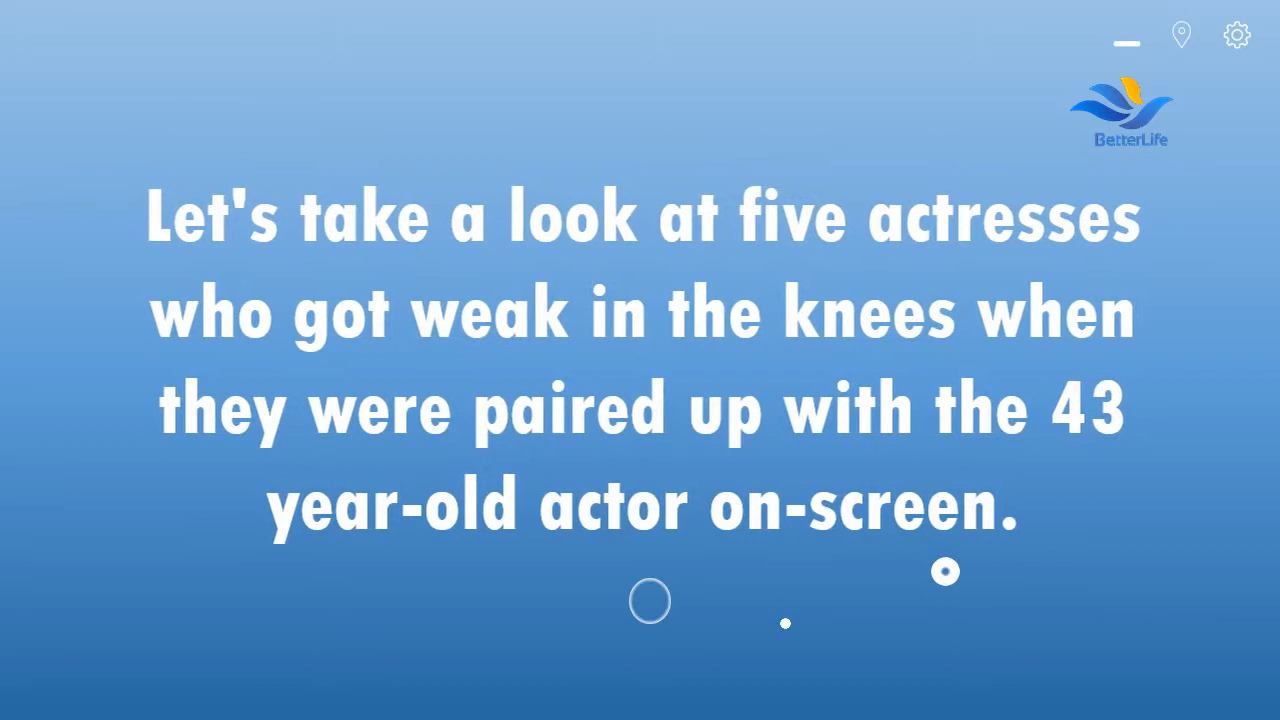 BetterLife
Let's take a look at five actresses
who got weak in the knees when
they were paired up with the 43
year-old actor on-screen.